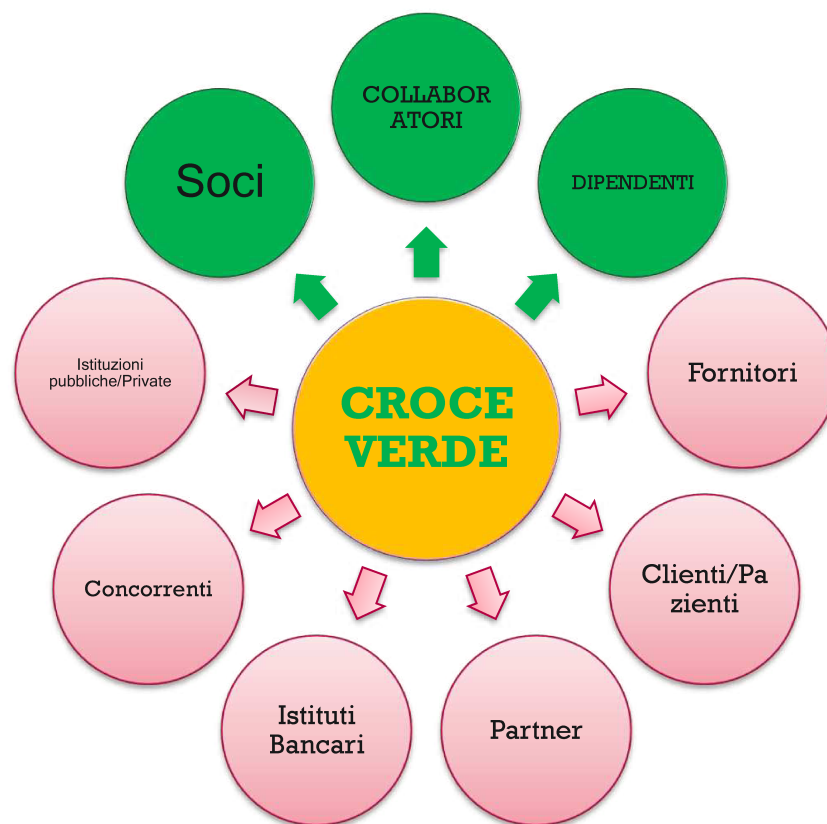 COLLABOR
ATORI
Soci
DIPENDENTI
Istituzioni
pubbliche/Private
Fornitori
CROCE
VERDE
Concorrenti
Clienti/Pa
zienti
Istituti
Bancari
Partner